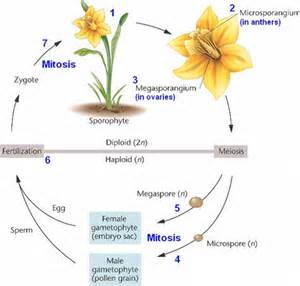 1
2
Microsporangium
(in anthers)
7
Mitosis
3
Megasporangium
(in ovaries)
Zygote
Sporophyte
Diploid (2n)
Fertilization
Meiosis
6
Haploid (n)
Megaspore (n)
5
Egg
Female
gametophyte
(embryo sac)
Mitosis
Sperm
Microspore (n)
4
Male
gametophyte
(pollen grain)